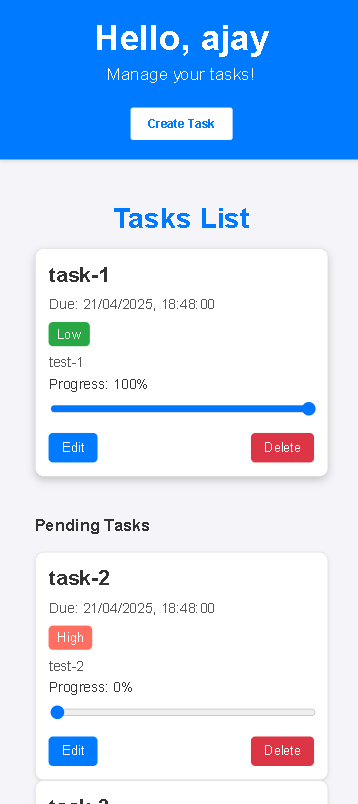 Hello, ajay
Manage your tasks!
Create Task
Tasks List
task-1
Due: 21/04/2025, 18:48:00
Low
test-1
Progress: 100%
Edit Delete
Pending Tasks
task-2
Due: 21/04/2025, 18:48:00
High
test-2
Progress: 0%
Edit Delete